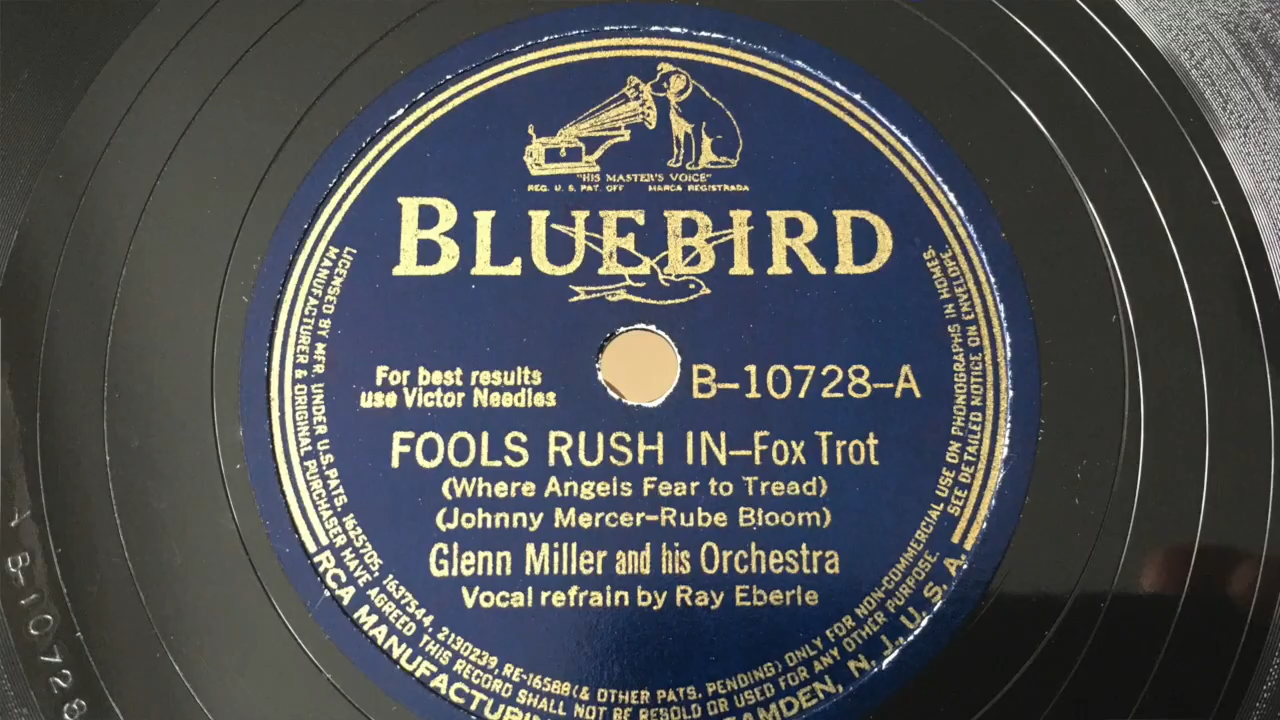 "HIS MASTER'S VOICE"
REG. U. S. PAT. OFF MARCA REGISTRADA
BLUEBIRD
For best results
use Victor Needles
B–10728–A
FOOLS RUSH IN–Fox Trot
(Where Angels Fear to Tread)
(Johnny Mercer–Rube Bloom)
Glenn Miller and his Orchestra
Vocal refrain by Ray Eberle
LICENSED BY MFR. UNDER U.S.PATS. 1625705, 1637544, 2130239, RE-16588 (& OTHER PATS. PENDING) ONLY FOR NON-COMMERCIAL USE ON PHONOGRAPHS IN HOMES.
MANUFACTURER & ORIGINAL PURCHASER HAVE AGREED THIS RECORD SHALL NOT BE RESOLD OR USED FOR ANY OTHER PURPOSE. SEE DETAILED NOTICE ON ENVELOPE.
RCA MANUFACTURIN AMDEN, N. J., U. S. A.
B-10728